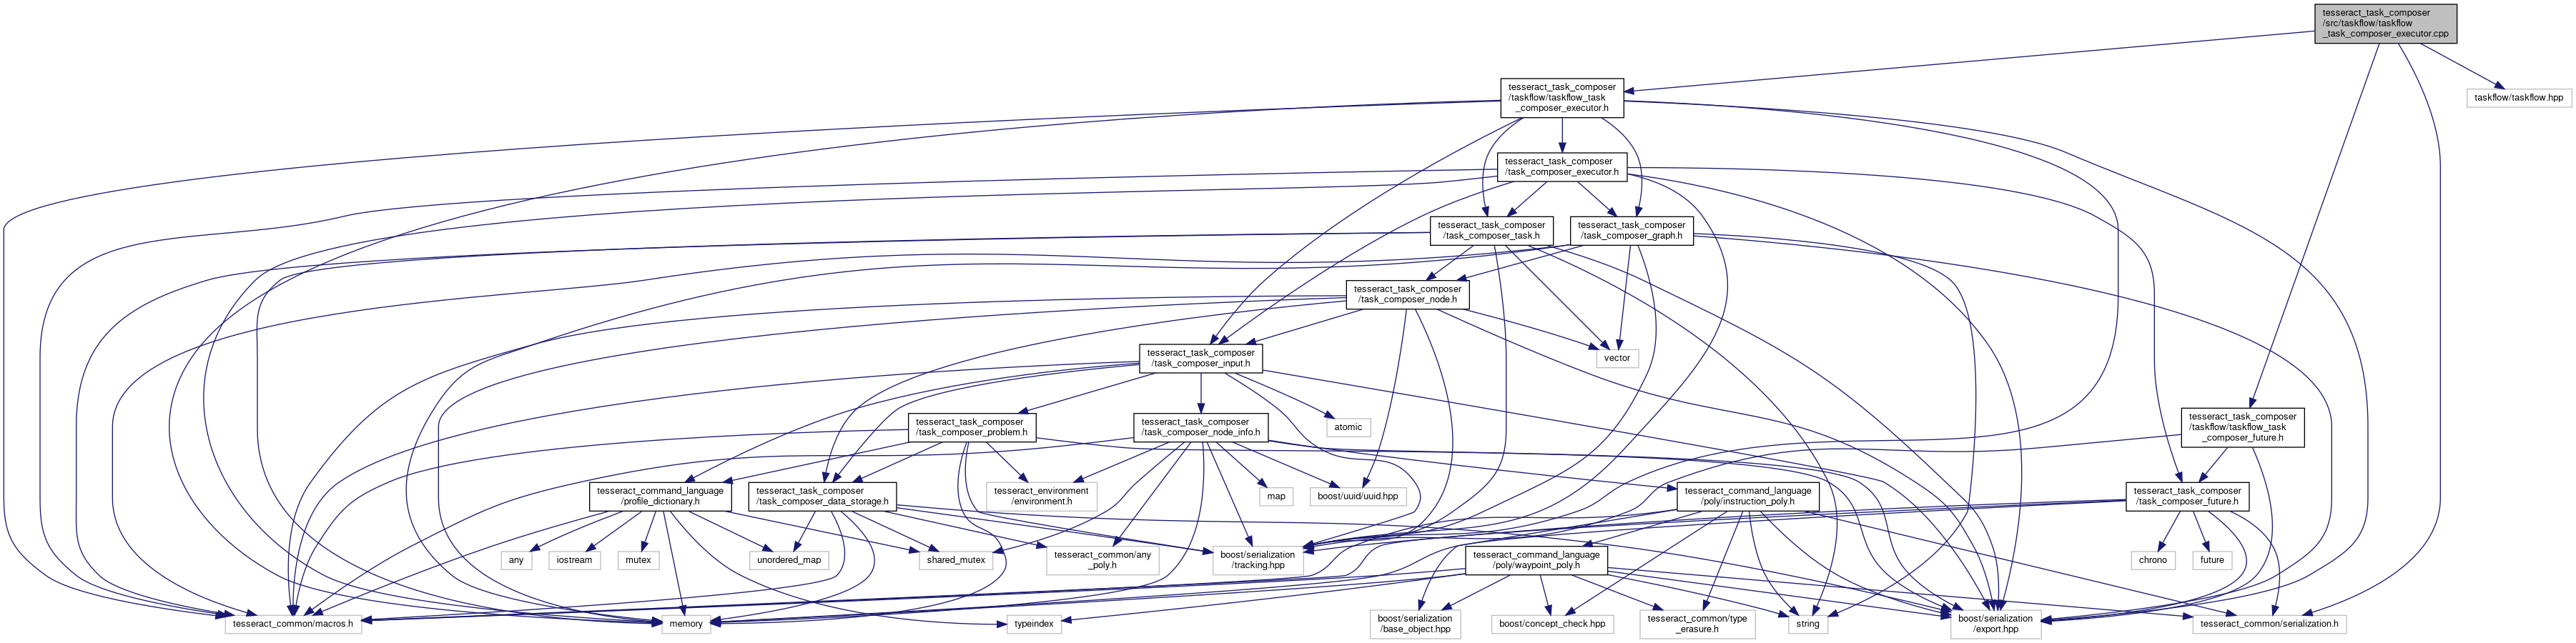 tesseract_task_composer
/src/taskflow/taskflow
_task_composer_executor.cpp
tesseract_task_composer
/taskflow/taskflow_task
_composer_executor.h
taskflow/taskflow.hpp
tesseract_task_composer
/task_composer_executor.h
tesseract_task_composer
/task_composer_task.h
tesseract_task_composer
/task_composer_graph.h
tesseract_task_composer
/task_composer_node.h
tesseract_task_composer
/task_composer_input.h
vector
tesseract_task_composer
/task_composer_problem.h
tesseract_task_composer
/task_composer_node_info.h
atomic
tesseract_task_composer
/taskflow/taskflow_task
_composer_future.h
tesseract_command_language
/profile_dictionary.h
tesseract_task_composer
/task_composer_data_storage.h
tesseract_environment
/environment.h
map
boost/uuid/uuid.hpp
tesseract_command_language
/poly/instruction_poly.h
tesseract_task_composer
/task_composer_future.h
any
iostream
mutex
unordered_map
shared_mutex
tesseract_common/any
_poly.h
boost/serialization
/tracking.hpp
tesseract_command_language
/poly/waypoint_poly.h
chrono
future
tesseract_common/macros.h
memory
typeindex
boost/serialization
/base_object.hpp
boost/concept_check.hpp
tesseract_common/type
_erasure.h
string
boost/serialization
/export.hpp
tesseract_common/serialization.h